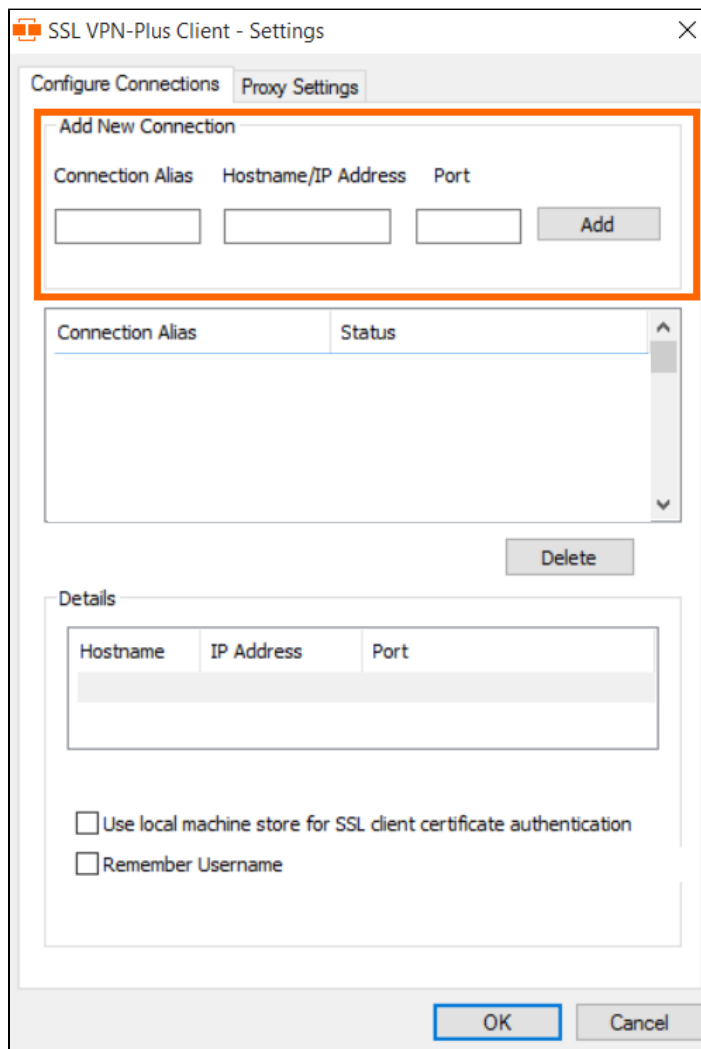 SSL VPN-Plus Client - Settings
Configure Connections Proxy Settings
Add New Connection
Connection Alias Hostname/IP Address Port
Add
Connection Alias Status
Delete
Details
Hostname IP Address Port
Use local machine store for SSL client certificate authentication
Remember Username
OK Cancel